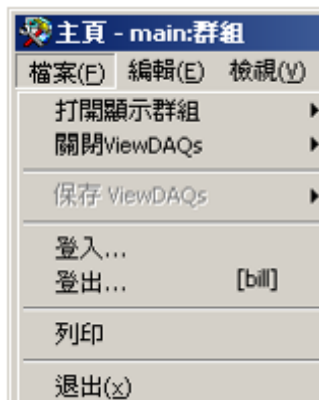 主頁 - main:群組
檔案(F) 編輯(E) 檢視(V)
打開顯示群組
關閉ViewDAQs
保存 ViewDAQs
登入...
登出... [bill]
列印
退出(x)